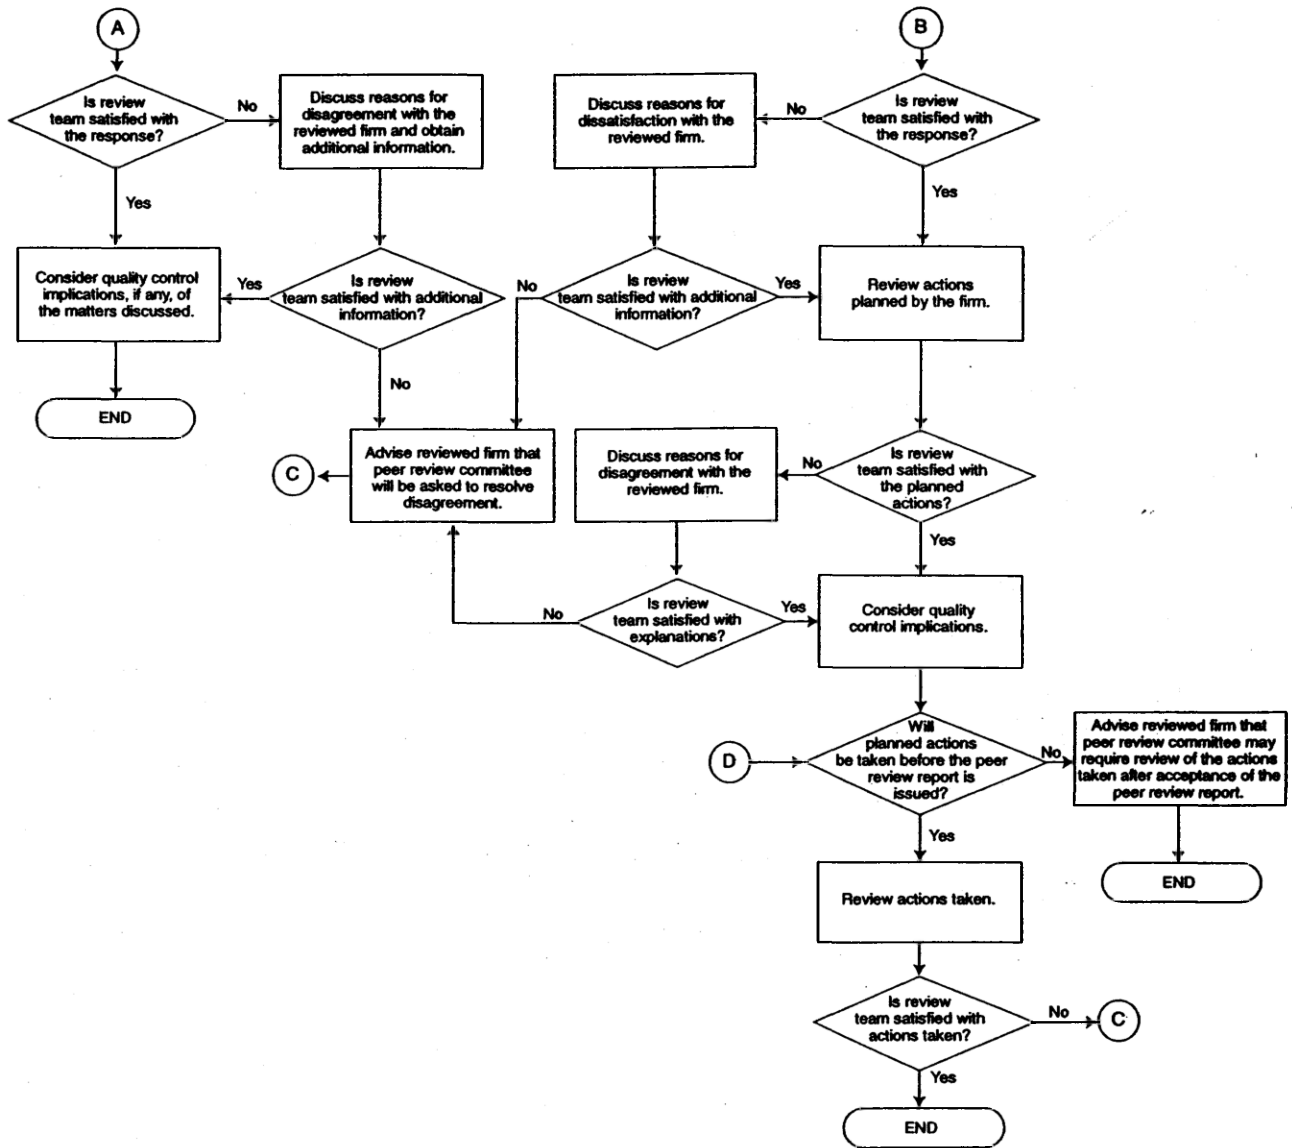 A
B
Is review
team satisfied with
the response?
No
Discuss reasons for
disagreement with the
reviewed firm and obtain
additional information.
Discuss reasons for
dissatisfaction with the
reviewed firm.
No
Is review
team satisfied with
the response?
Yes
Yes
Consider quality control
implications, if any, of
the matters discussed.
Yes
Is review
team satisfied with additional
information?
No
Is review
team satisfied with additional
information?
Yes
Review actions
planned by the firm.
No
END
C
Advise reviewed firm that
peer review committee
will be asked to resolve
disagreement.
Discuss reasons for
disagreement with the
reviewed firm.
No
Is review
team satisfied with
the planned
actions?
Yes
No
Is review
team satisfied with
explanations?
Yes
Consider quality
control implications.
D
Will
planned actions
be taken before the peer
review report is
issued?
No
Advise reviewed firm that
peer review committee may
require review of the actions
taken after acceptance of the
peer review report.
Yes
END
Review actions taken.
Is review
team satisfied with
actions taken?
No
C
Yes
END